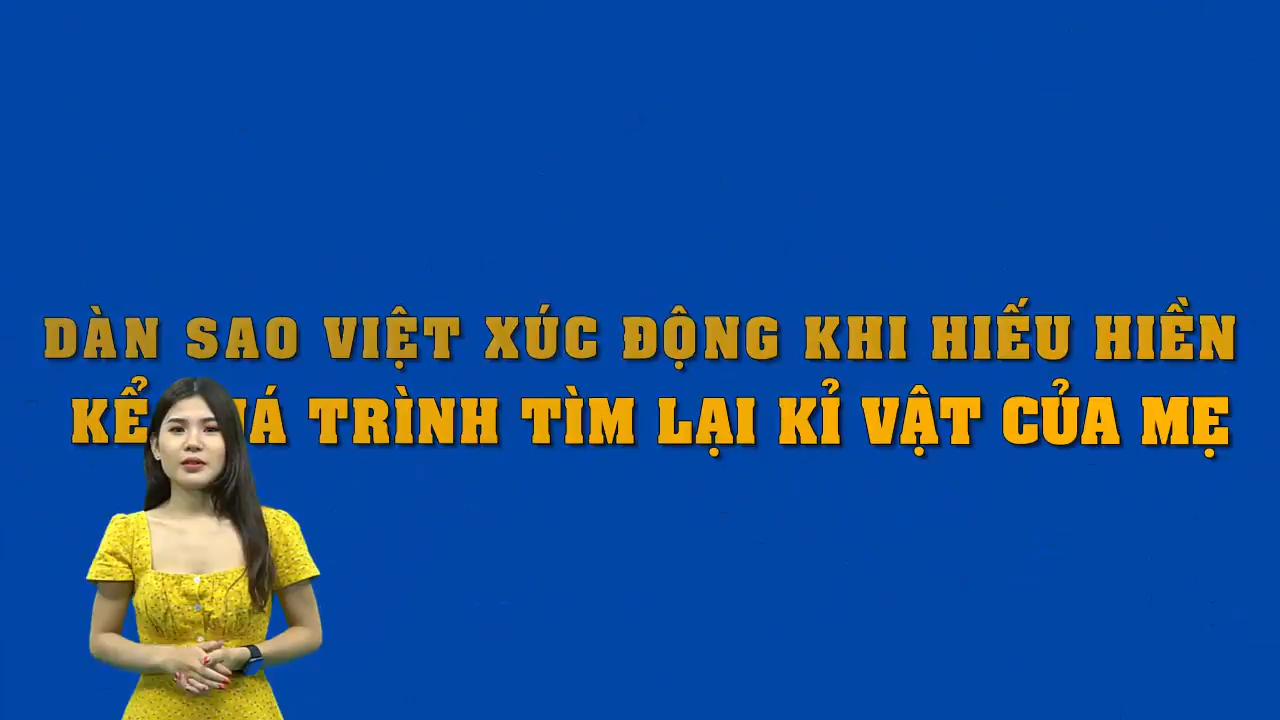 DÀN SAO VIỆT XÚC ĐỘNG KHI HIẾU HIỀN
KỂ TRÌNH TÌM LẠI KỈ VẬT CỦA MẸ